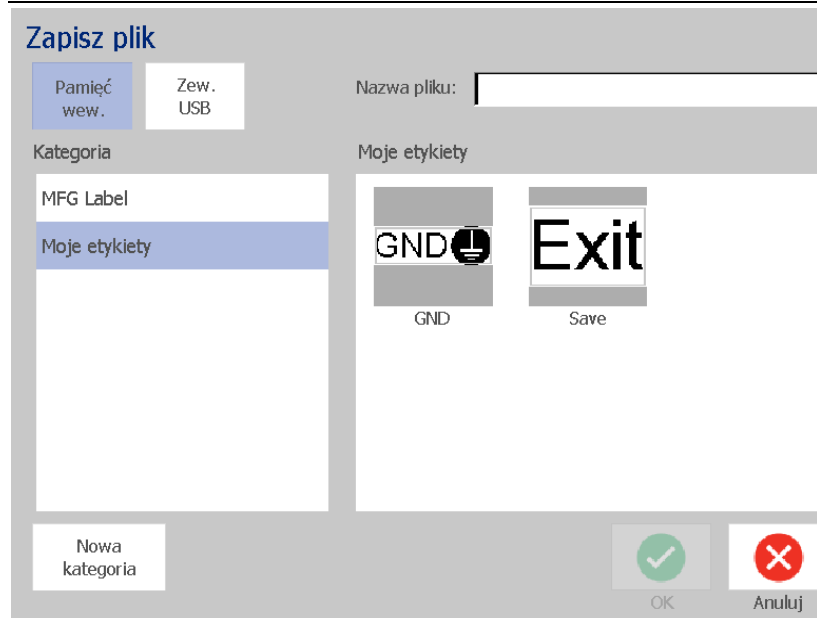 Zapisz plik
Pamięć
wew.
Zew.
USB
Nazwa pliku:
Kategoria
Moje etykiety
MFG Label
Moje etykiety
GND
Exit
GND
Save
Nowa
kategoria
OK
Anuluj